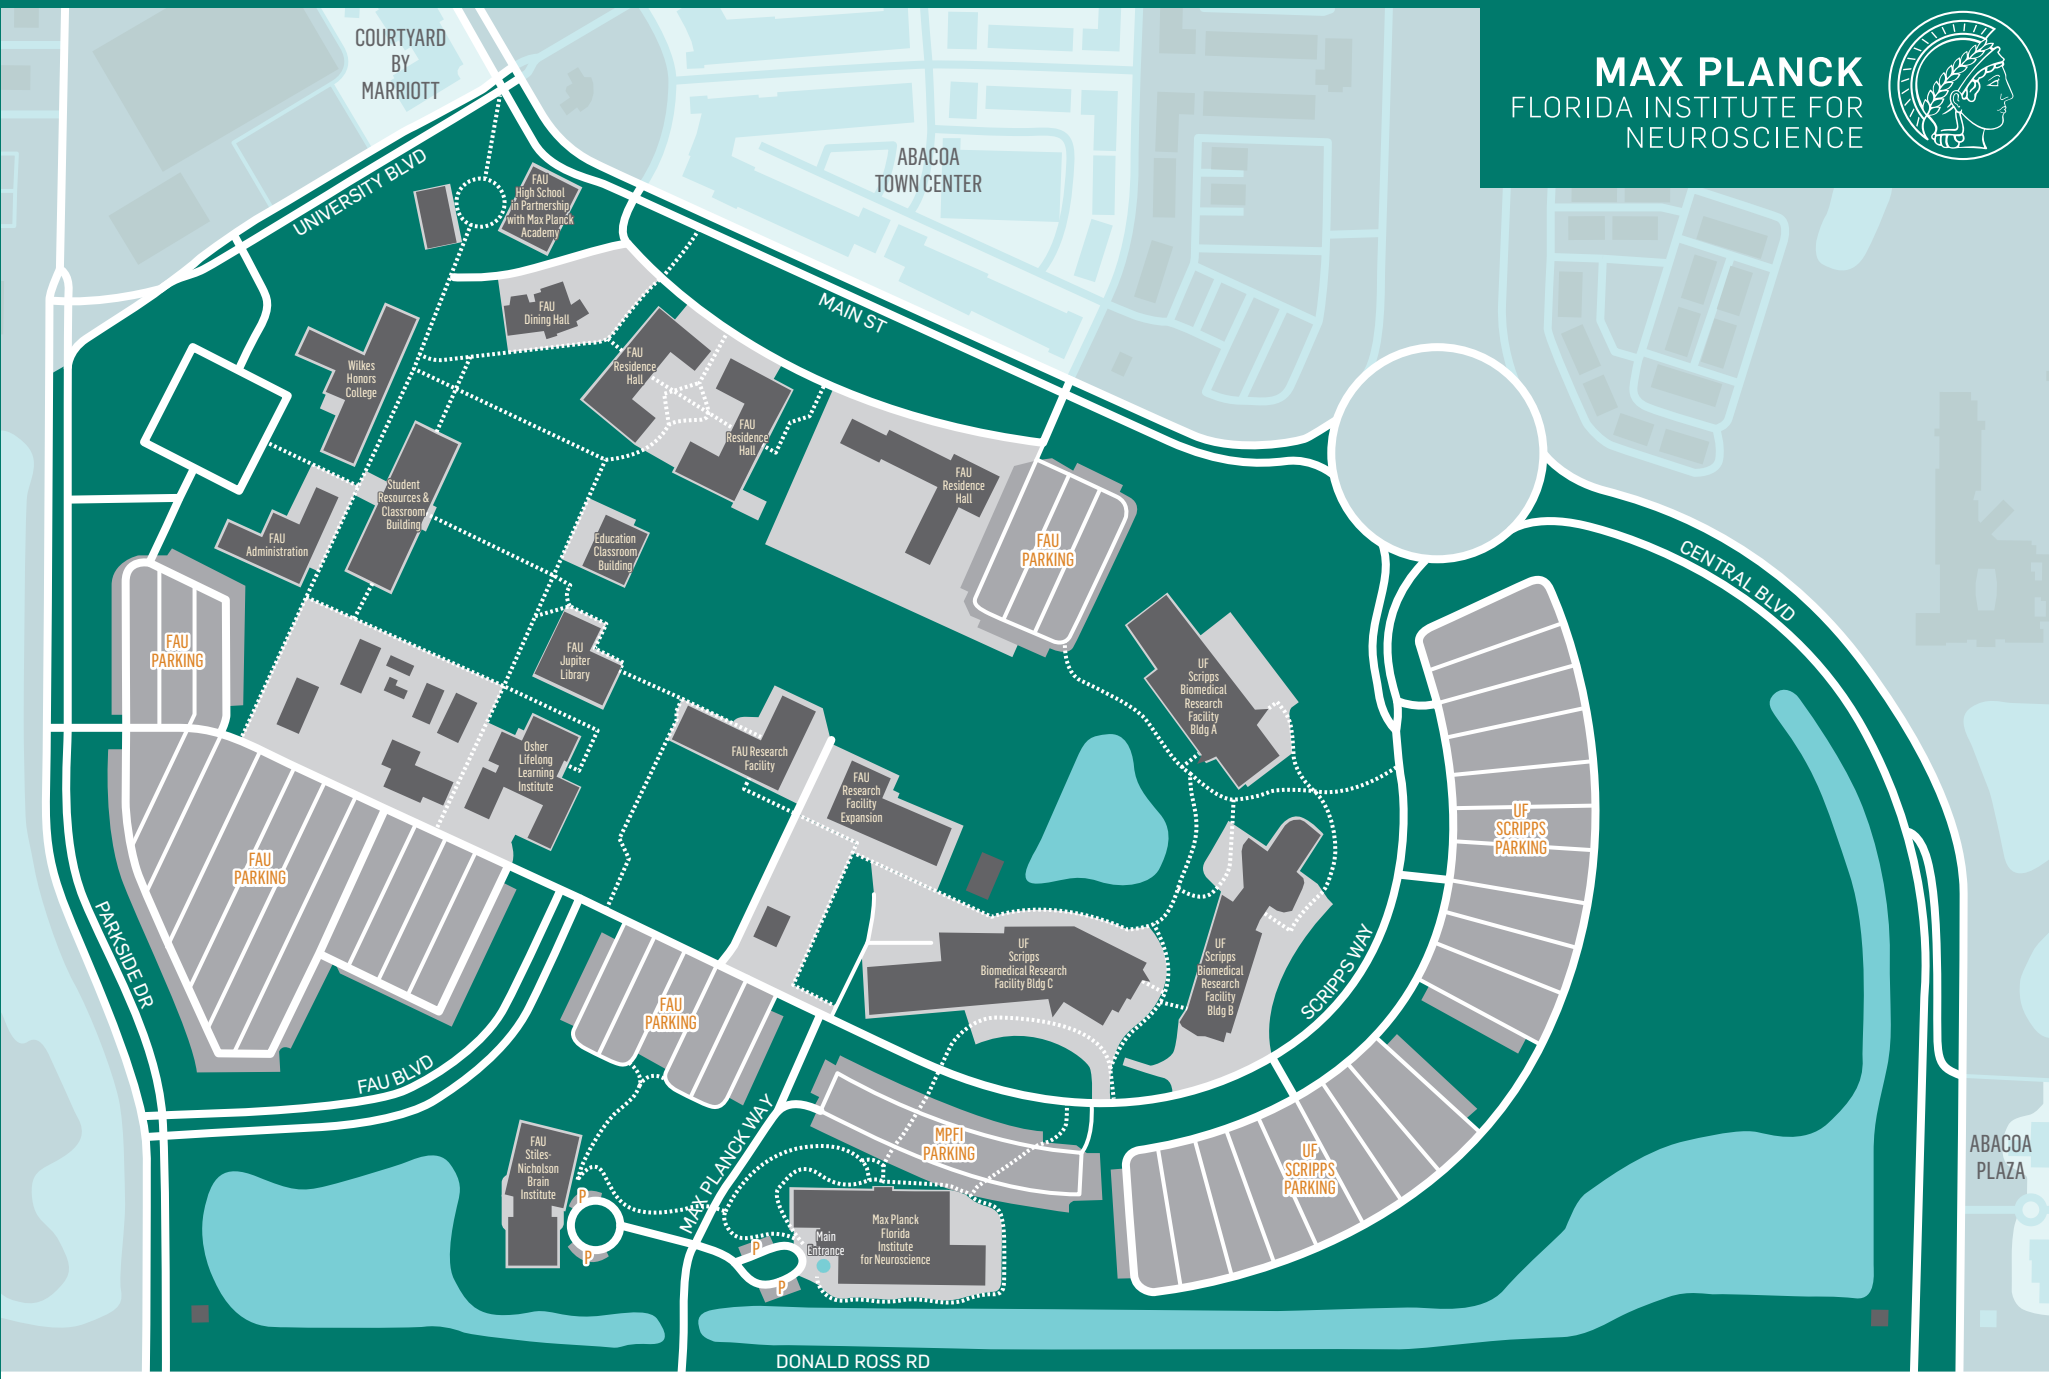 COURTYARD
BY
MARRIOTT
MAX PLANCK
FLORIDA INSTITUTE FOR
NEUROSCIENCE
ABACOA
TOWN CENTER
UNIVERSITY BLVD
FAU
High School
in Partnership
with Max Planck
Academy
MAIN ST
FAU
Dining Hall
Wilkes
Honors
College
FAU
Residence
Hall
FAU
Residence
Hall
FAU
Residence
Hall
Student
Resources &
Classroom
Building
FAU
Administration
Education
Classroom
Building
FAU
PARKING
CENTRAL BLVD
FAU
PARKING
FAU
Jupiter
Library
UF
Scripps
Biomedical
Research
Facility
Bldg A
Osher
Lifelong
Learning
Institute
FAU Research
Facility
FAU
Research
Facility
Expansion
UF
SCRIPPS
PARKING
FAU
PARKING
PARKSIDE DR
UF
Scripps
Biomedical Research
Facility Bldg C
UF
Scripps
Biomedical
Research
Facility
Bldg B
SCRIPPS WAY
FAU
PARKING
FAU BLVD
MAX PLANCK WAY
MPFI
PARKING
UF
SCRIPPS
PARKING
ABACOA
PLAZA
FAU
Stiles-
Nicholson
Brain
Institute
P
P
P
P
Main
Entrance
Max Planck
Florida
Institute
for Neuroscience
DONALD ROSS RD